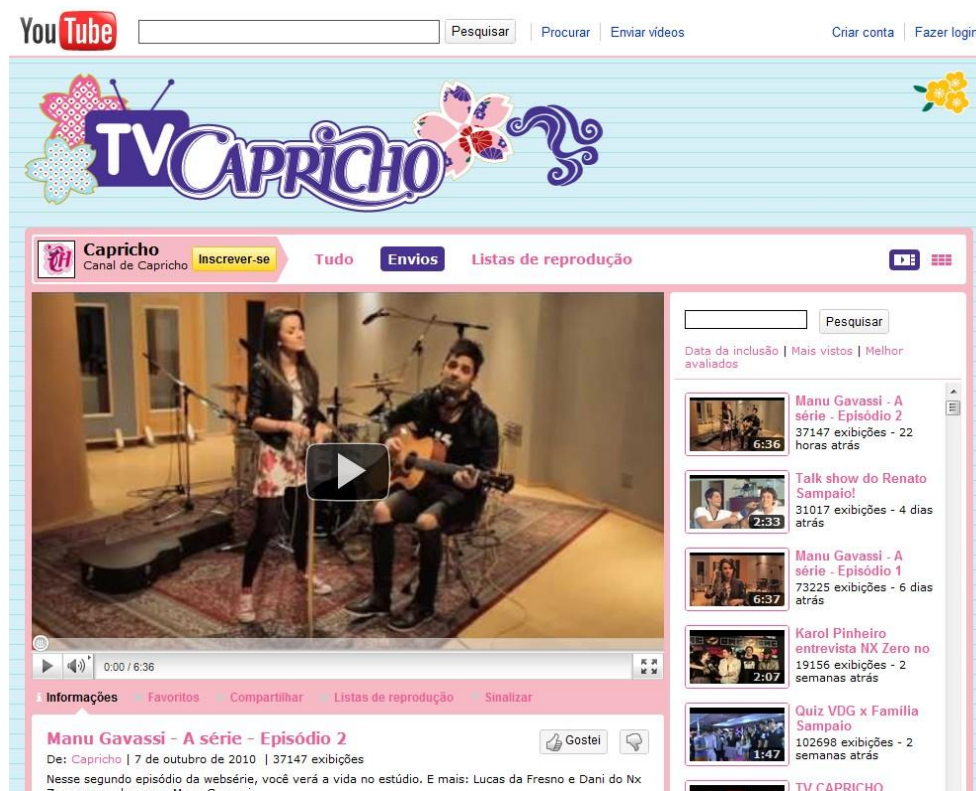 YouTube
Pesquisar
Procurar
Enviar vídeos
Criar conta
Fazer login
TV CAPRICHO
CH
Capricho
Canal de Capricho
Inscrever-se
Tudo
Envios
Listas de reprodução
0:00 / 6:36
Informações
Favoritos
Compartilhar
Listas de reprodução
Sinalizar
Manu Gavassi - A série - Episódio 2
Gostei
De: Capricho | 7 de outubro de 2010 | 37147 exibições
Nesse segundo episódio da websérie, você verá a vida no estúdio. E mais: Lucas da Fresno e Dani do Nx
Pesquisar
Data da inclusão | Mais vistos | Melhor
avaliados
6:36
Manu Gavassi - A
série - Episódio 2
37147 exibições - 22
horas atrás
2:33
Talk show do Renato
Sampaio!
31017 exibições - 4 dias
atrás
6:37
Manu Gavassi - A
série - Episódio 1
73225 exibições - 6 dias
atrás
2:07
Karol Pinheiro
entrevista NX Zero no
19156 exibições - 2
semanas atrás
1:47
Quiz VDG x Família
Sampaio
102698 exibições - 2
semanas atrás
TV CAPRICHO